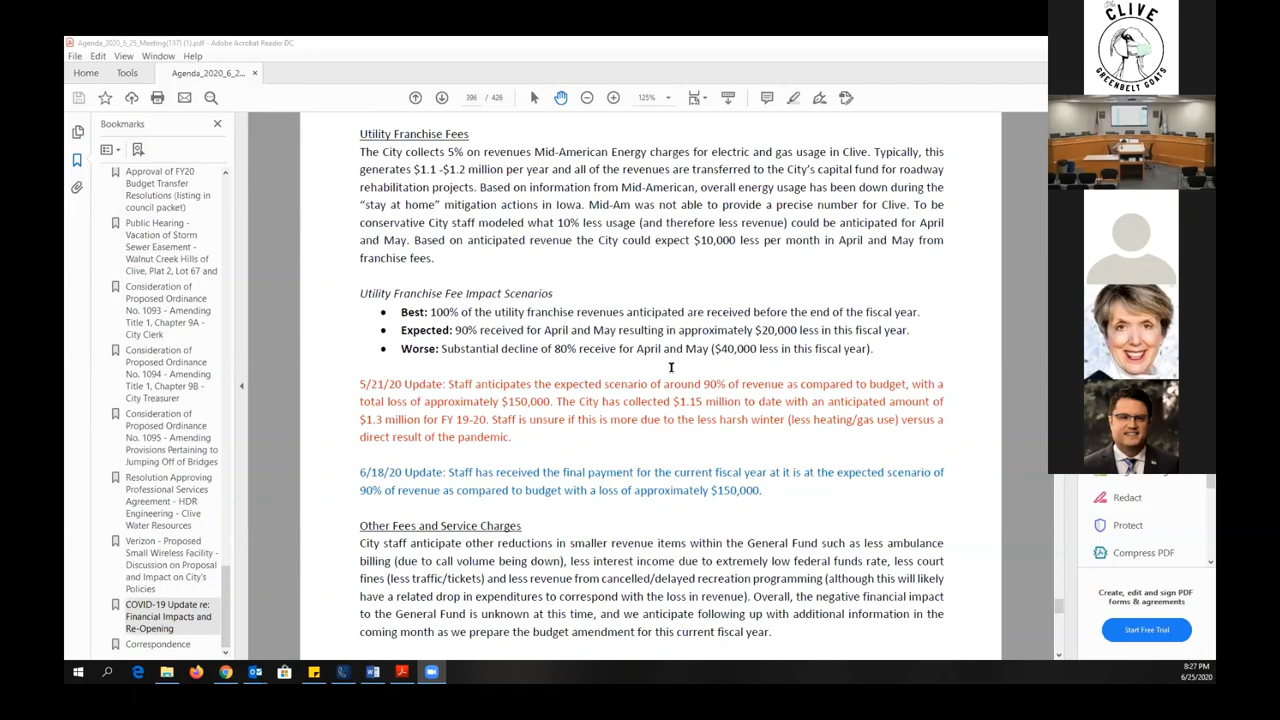 Agenda_2020_6_25_Meeting(137) (1).pdf - Adobe Acrobat Reader DC
File Edit View Window Help
Home Tools Agenda_2020_6_2... ×
396 / 426 125%
Bookmarks
Approval of FY20
Budget Transfer
Resolutions (listing in
council packet)
Public Hearing -
Vacation of Storm
Sewer Easement -
Walnut Creek Hills of
Clive, Plat 2, Lot 67 and
Consideration of
Proposed Ordinance
No. 1093 - Amending
Title 1, Chapter 9A -
City Clerk
Consideration of
Proposed Ordinance
No. 1094 - Amending
Title 1, Chapter 9B -
City Treasurer
Consideration of
Proposed Ordinance
No. 1095 - Amending
Provisions Pertaining to
Jumping Off of Bridges
Resolution Approving
Professional Services
Agreement - HDR
Engineering - Clive
Water Resources
Verizon - Proposed
Small Wireless Facility -
Discussion on Proposal
and Impact on City's
Policies
COVID-19 Update re:
Financial Impacts and
Re-Opening
Correspondence
Utility Franchise Fees
The City collects 5% on revenues Mid-American Energy charges for electric and gas usage in Clive. Typically, this
generates $1.1 -$1.2 million per year and all of the revenues are transferred to the City's capital fund for roadway
rehabilitation projects. Based on information from Mid-American, overall energy usage has been down during the
“stay at home” mitigation actions in Iowa. Mid-Am was not able to provide a precise number for Clive. To be
conservative City staff modeled what 10% less usage (and therefore less revenue) could be anticipated for April
and May. Based on anticipated revenue the City could expect $10,000 less per month in April and May from
franchise fees.
Utility Franchise Fee Impact Scenarios
• Best: 100% of the utility franchise revenues anticipated are received before the end of the fiscal year.
• Expected: 90% received for April and May resulting in approximately $20,000 less in this fiscal year.
• Worse: Substantial decline of 80% receive for April and May ($40,000 less in this fiscal year).
5/21/20 Update: Staff anticipates the expected scenario of around 90% of revenue as compared to budget, with a
total loss of approximately $150,000. The City has collected $1.15 million to date with an anticipated amount of
$1.3 million for FY 19-20. Staff is unsure if this is more due to the less harsh winter (less heating/gas use) versus a
direct result of the pandemic.
6/18/20 Update: Staff has received the final payment for the current fiscal year at it is at the expected scenario of
90% of revenue as compared to budget with a loss of approximately $150,000.
Other Fees and Service Charges
City staff anticipate other reductions in smaller revenue items within the General Fund such as less ambulance
billing (due to call volume being down), less interest income due to extremely low federal funds rate, less court
fines (less traffic/tickets) and less revenue from cancelled/delayed recreation programming (although this will likely
have a related drop in expenditures to correspond with the loss in revenue). Overall, the negative financial impact
to the General Fund is unknown at this time, and we anticipate following up with additional information in the
coming month as we prepare the budget amendment for this current fiscal year.
The
CLIVE
GREENBELT GOATS
Redact
Protect
Compress PDF
Create, edit and sign PDF
forms & agreements
Start Free Trial
8:27 PM
6/25/2020